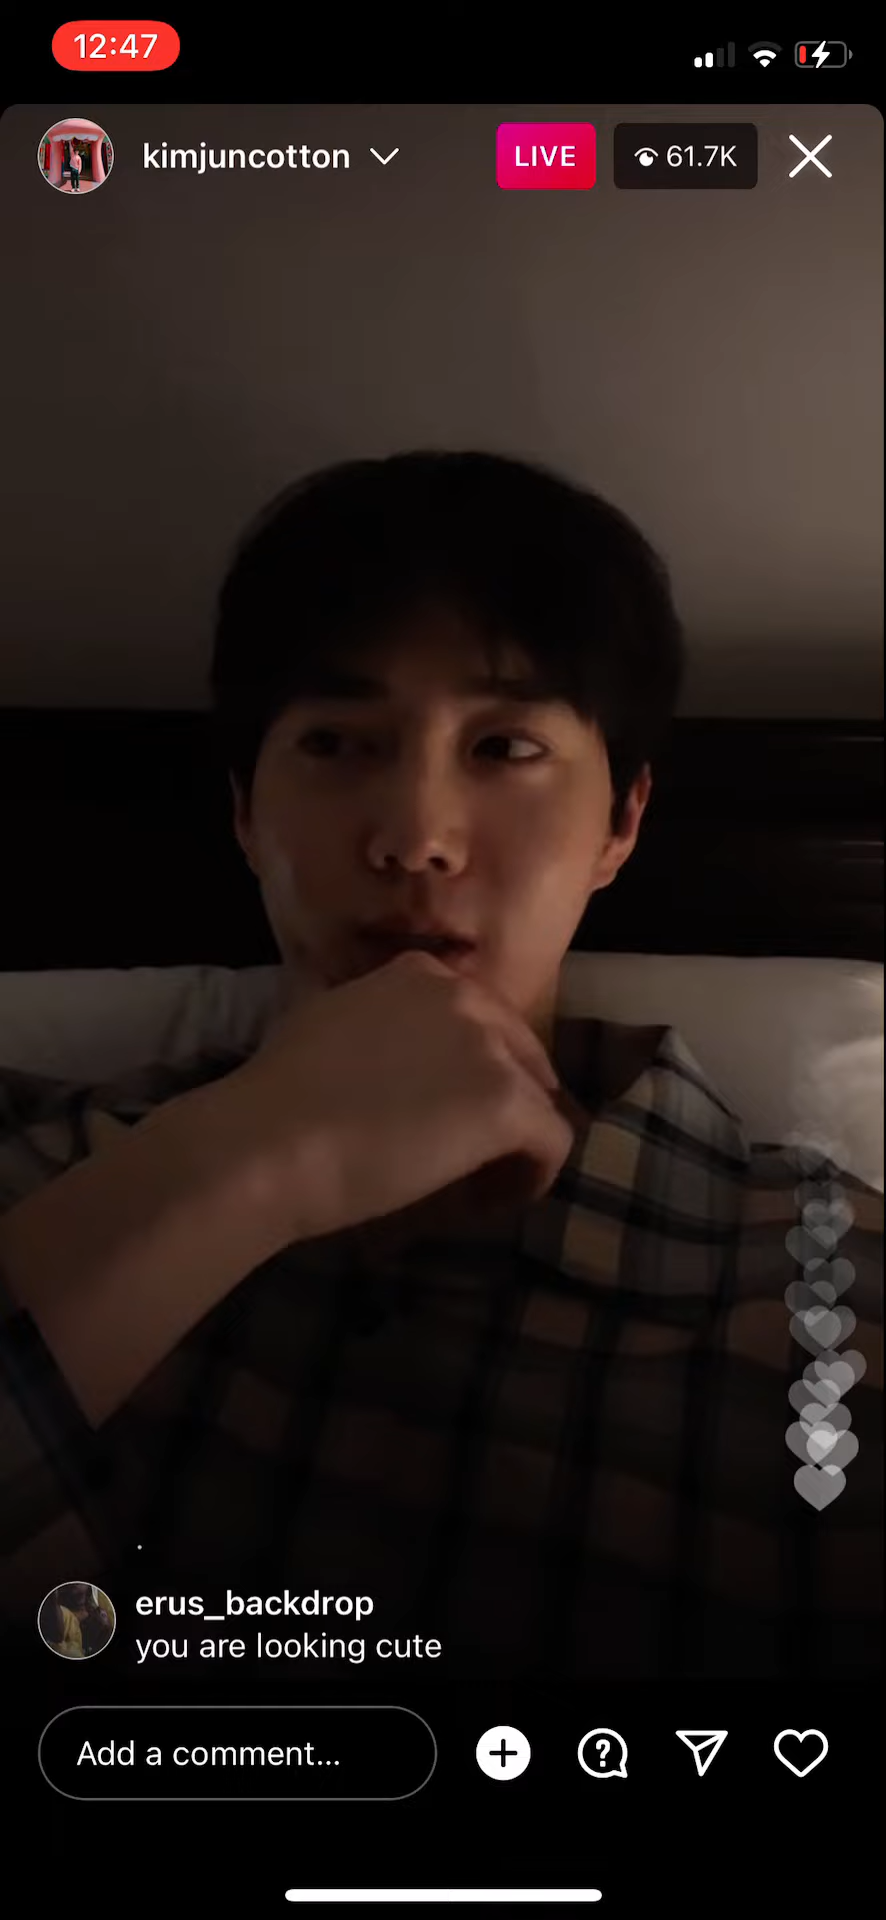 12:47
kimjuncotton
LIVE
61.7K
erus_backdrop
you are looking cute
Add a comment...